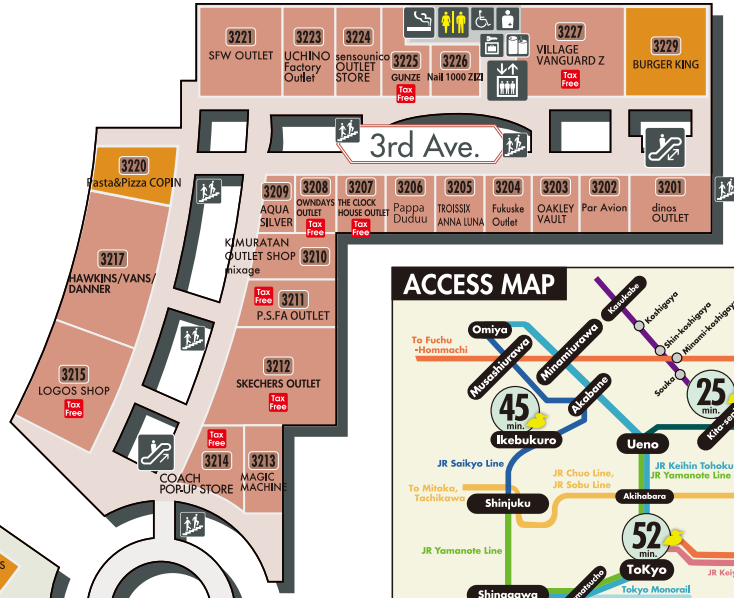 3221
SFW OUTLET
3223
UCHINO
Factory
Outlet
3224
sensounico
OUTLET
STORE
3225
GUNZE
Tax
Free
3226
Nail 1000 ZIZI
3227
VILLAGE
VANGUARD Z
Tax
Free
3229
BURGER KING
3rd Ave.
3220
Pasta&Pizza COPIN
3209
AQUA
SILVER
3208
OWNDAYS
OUTLET
Tax
Free
3207
THE CLOCK
HOUSE OUTLET
Tax
Free
3206
Pappa
Duduu
3205
TROISSIX
ANNA LUNA
3204
Fukuske
Outlet
3203
OAKLEY
VAULT
3202
Par Avion
3201
dinos
OUTLET
3217
HAWKINS/VANS/
DANNER
KIMURATAN
OUTLET SHOP
mixage
3210
Tax
Free
3211
P.S.FA OUTLET
3212
SKECHERS OUTLET
Tax
Free
3215
LOGOS SHOP
Tax
Free
Tax
Free
3214
COACH
POP-UP STORE
3213
MAGIC
MACHINE
ACCESS MAP
Kasukabe
Koshigaya
Shin-koshigaya
Minami-koshigaya
Souka
Omiya
To Fuchu
-Hommachi
Musashiurawa
Minamiurawa
Akabane
45
min.
25
min.
Ikebukuro
Ueno
JR Saikyo Line
JR Keihin Tohoku
JR Yamanote Line
JR Chuo Line,
JR Sobu Line
To Mitaka,
Tachikawa
Shinjuku
Akihabara
52
min.
JR Yamanote Line
ToKyo
JR Keiy
Tokyo Monorail
Shinagawa